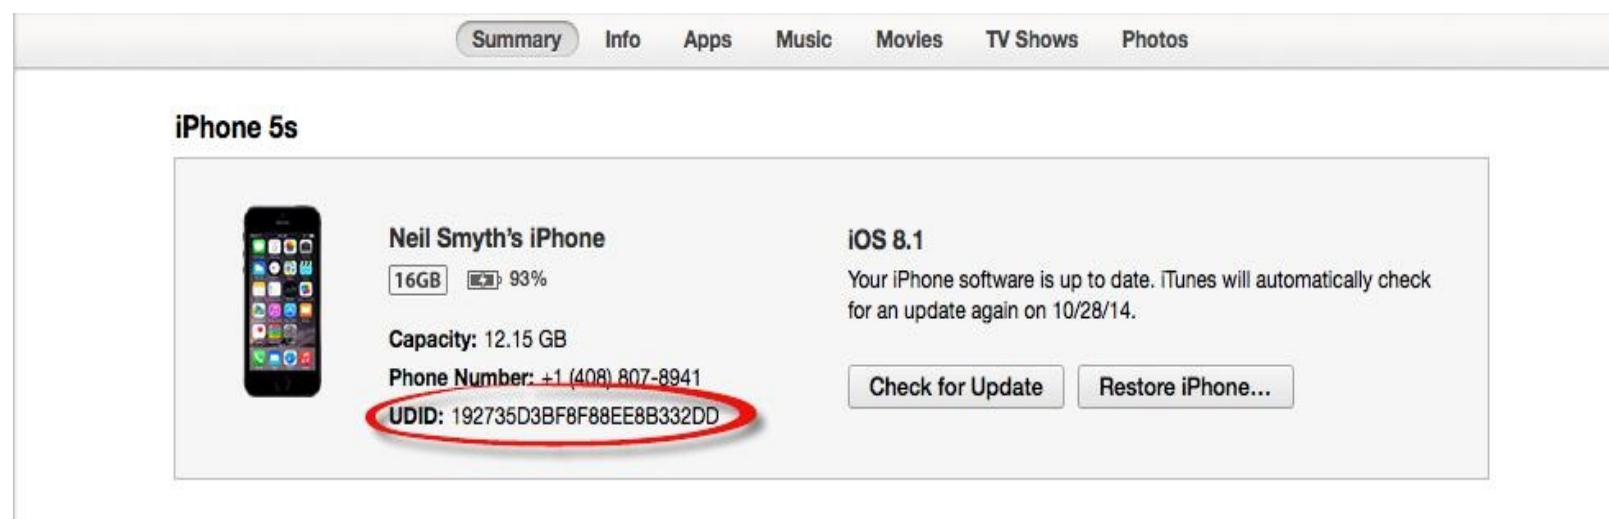 Summary Info Apps Music Movies TV Shows Photos
iPhone 5s
Neil Smyth's iPhone
16GB 93%
Capacity: 12.15 GB
Phone Number: +1 (408) 807-8941
UDID: 192735D3BF8F88EE8B332DD
iOS 8.1
Your iPhone software is up to date. iTunes will automatically check
for an update again on 10/28/14.
Check for Update Restore iPhone...